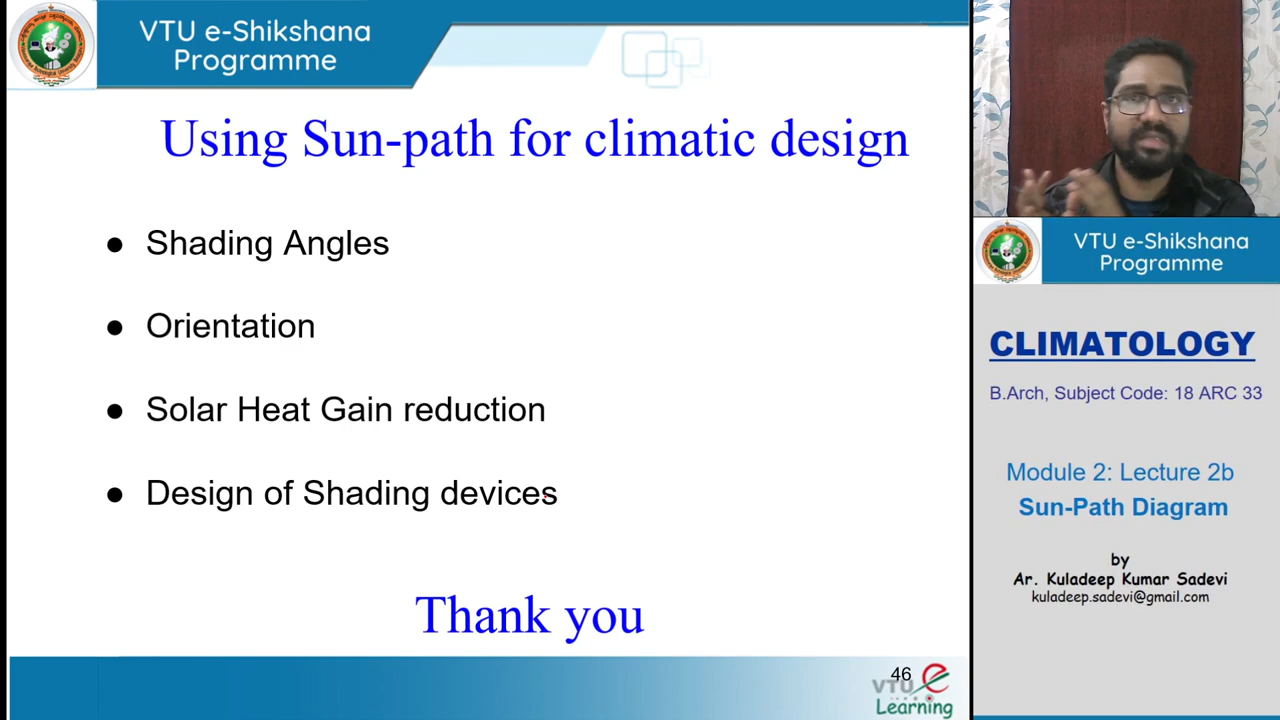 VTU e-Shikshana
Programme
Using Sun-path for climatic design
● Shading Angles
● Orientation
● Solar Heat Gain reduction
● Design of Shading devices
Thank you
46
VTU e
Learning
VTU e-Shikshana
Programme
CLIMATOLOGY
B.Arch, Subject Code: 18 ARC 33
Module 2: Lecture 2b
Sun-Path Diagram
by
Ar. Kuladeep Kumar Sadevi
kuladeep.sadevi@gmail.com